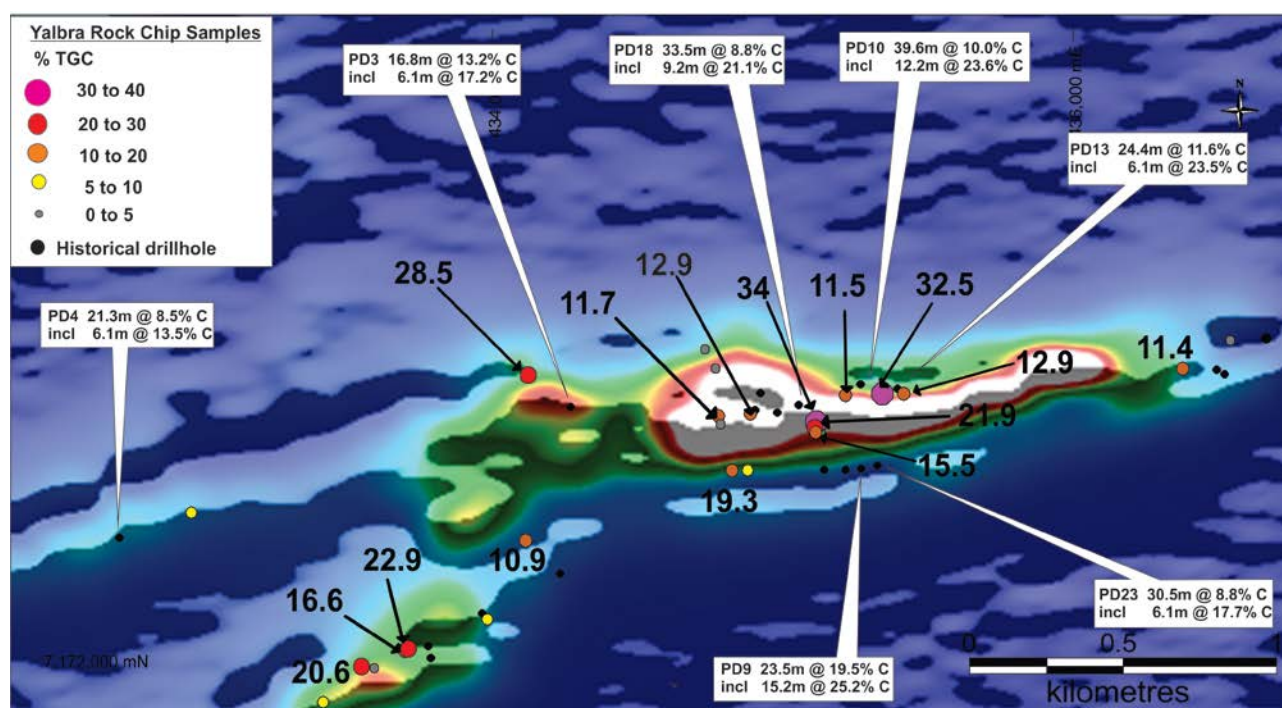 Yalbra Rock Chip Samples
% TGC
30 to 40
20 to 30
10 to 20
5 to 10
0 to 5
Historical drillhole
PD3 16.8m @ 13.2% C
incl 6.1m @ 17.2% C
PD18 33.5m @ 8.8% C
incl 9.2m @ 21.1% C
PD10 39.6m @ 10.0% C
incl 12.2m @ 23.6% C
436,000 mE
N
PD13 24.4m @ 11.6% C
incl 6.1m @ 23.5% C
28.5
12.9
34
11.5
32.5
11.7
12.9
11.4
PD4 21.3m @ 8.5% C
incl 6.1m @ 13.5% C
21.9
15.5
19.3
10.9
22.9
16.6
20.6
7,172,000 mN
PD23 30.5m @ 8.8% C
incl 6.1m @ 17.7% C
PD9 23.5m @ 19.5% C
incl 15.2m @ 25.2% C
0 0.5 1
kilometres